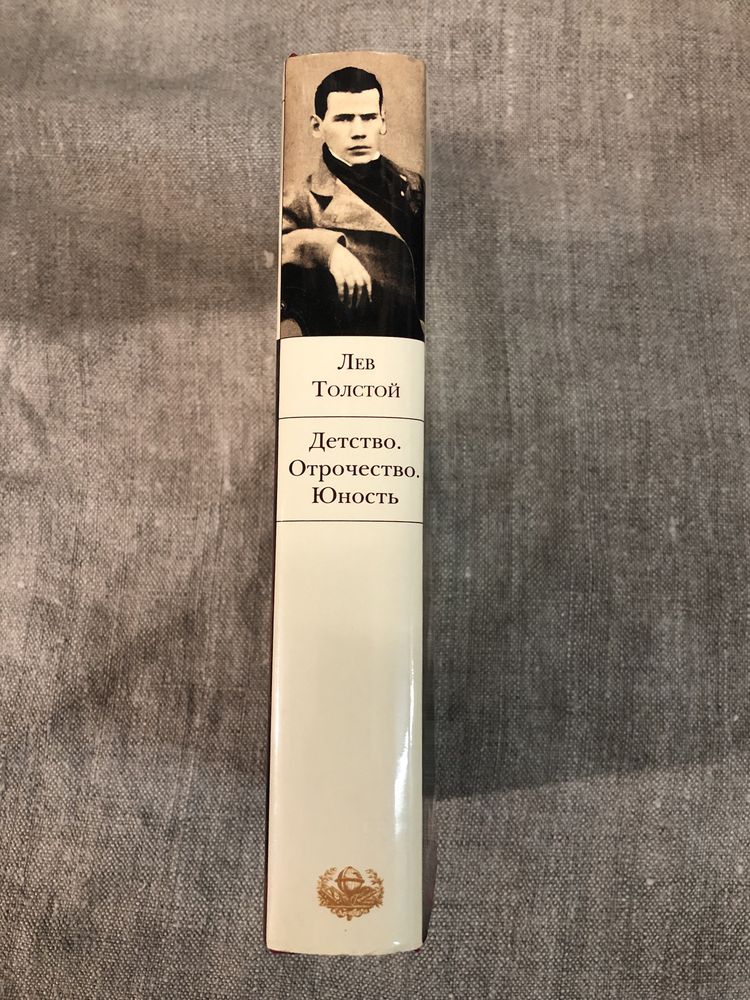 Лев
Толстой
Детство.
Отрочество.
Юность